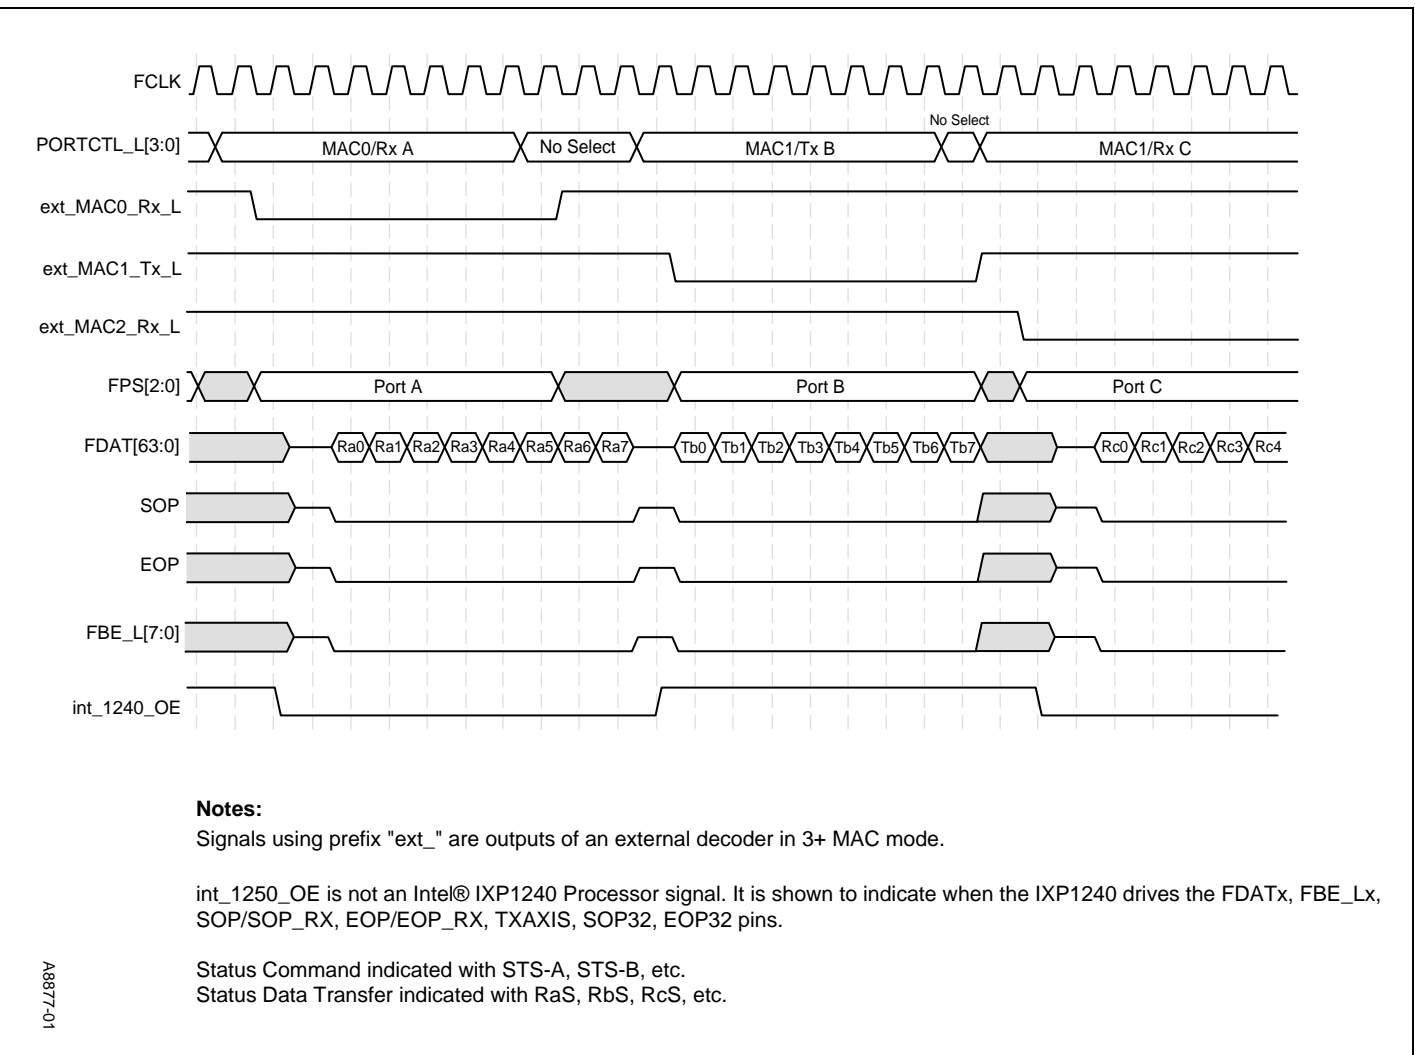 FCLK
No Select
PORTCTL_L[3:0] MAC0/Rx A No Select MAC1/Tx B MAC1/Rx C
ext_MAC0_Rx_L
ext_MAC1_Tx_L
ext_MAC2_Rx_L
FPS[2:0] Port A Port B Port C
FDAT[63:0] Ra0 Ra1 Ra2 Ra3 Ra4 Ra5 Ra6 Ra7 Tb0 Tb1 Tb2 Tb3 Tb4 Tb5 Tb6 Tb7 Rc0 Rc1 Rc2 Rc3 Rc4
SOP
EOP
FBE_L[7:0]
int_1240_OE
Notes:
Signals using prefix "ext_" are outputs of an external decoder in 3+ MAC mode.
int_1250_OE is not an Intel® IXP1240 Processor signal. It is shown to indicate when the IXP1240 drives the FDATx, FBE_Lx,
SOP/SOP_RX, EOP/EOP_RX, TXAXIS, SOP32, EOP32 pins.
Status Command indicated with STS-A, STS-B, etc.
Status Data Transfer indicated with RaS, RbS, RcS, etc.
A8877-01